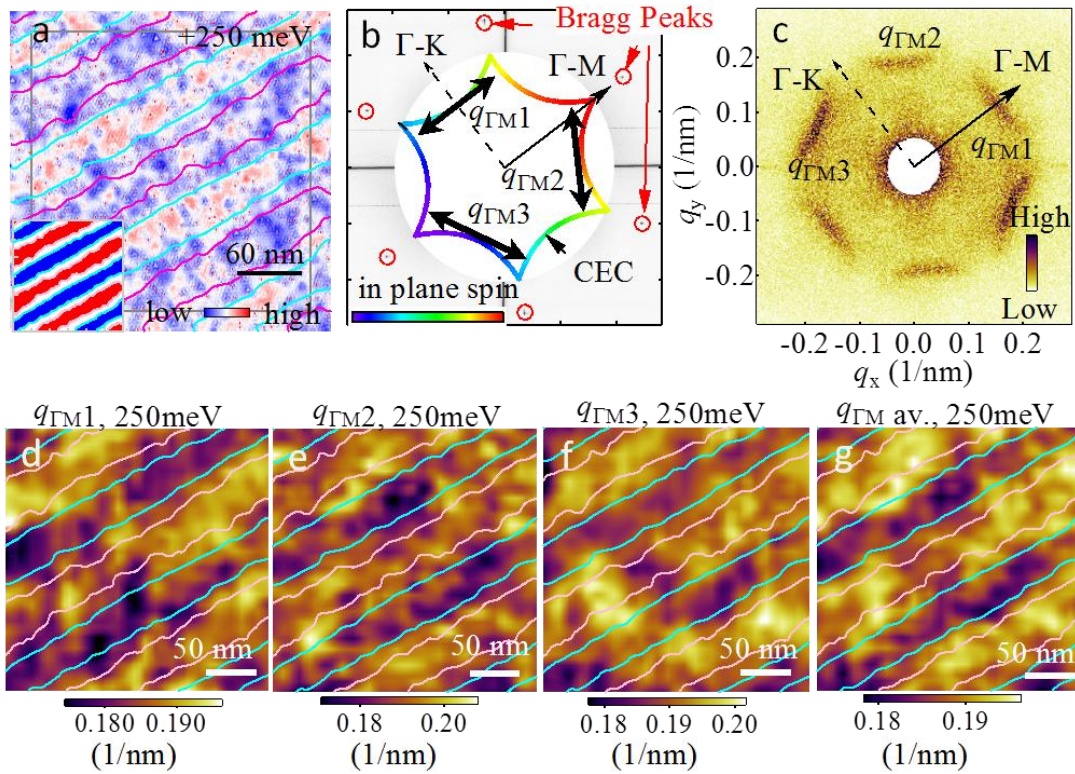 a
+250 meV
60 nm
low
high
b
Bragg Peaks
Γ-K
Γ-M
qΓM1
qΓM2
qΓM3
CEC
in plane spin
c
qΓM2
Γ-K
Γ-M
qΓM3
qΓM1
High
Low
0.2
0.1
0.0
-0.1
-0.2
qy (1/nm)
-0.2 -0.1 0.0 0.1 0.2
qx (1/nm)
qΓM1, 250meV
d
50 nm
0.18 0.190
(1/nm)
qΓM2, 250meV
e
50 nm
0.18 0.20
(1/nm)
qΓM3, 250meV
f
50 nm
0.18 0.19 0.20
(1/nm)
qΓM av., 250meV
g
50 nm
0.18 0.19
(1/nm)